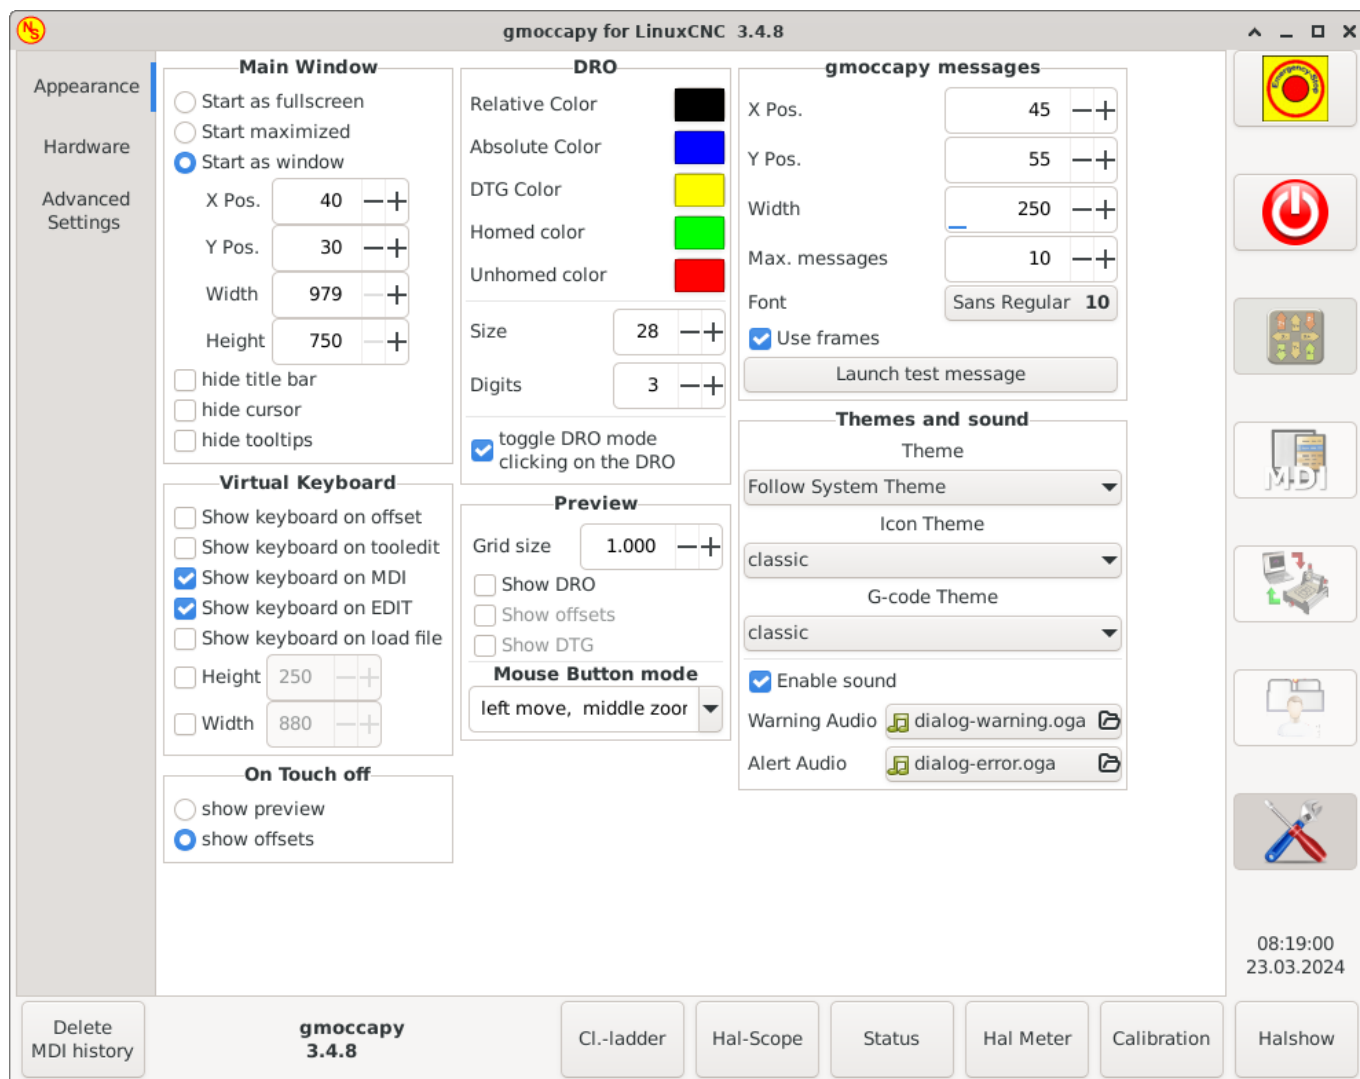 NS
gmoccapy for LinuxCNC 3.4.8
Appearance
Hardware
Advanced
Settings
Main Window
Start as fullscreen
Start maximized
Start as window
X Pos. 40
Y Pos. 30
Width 979
Height 750
hide title bar
hide cursor
hide tooltips
Virtual Keyboard
Show keyboard on offset
Show keyboard on tooledit
Show keyboard on MDI
Show keyboard on EDIT
Show keyboard on load file
Height 250
Width 880
On Touch off
show preview
show offsets
DRO
Relative Color
Absolute Color
DTG Color
Homed color
Unhomed color
Size 28
Digits 3
toggle DRO mode
clicking on the DRO
Preview
Grid size 1.000
Show DRO
Show offsets
Show DTG
Mouse Button mode
left move, middle zoor
gmoccapy messages
X Pos. 45
Y Pos. 55
Width 250
Max. messages 10
Font Sans Regular 10
Use frames
Launch test message
Themes and sound
Theme
Follow System Theme
Icon Theme
classic
G-code Theme
classic
Enable sound
Warning Audio dialog-warning.oga
Alert Audio dialog-error.oga
Emergency-Stop
MDI
08:19:00
23.03.2024
Delete
MDI history
gmoccapy
3.4.8
Cl.-ladder
Hal-Scope
Status
Hal Meter
Calibration
Halshow